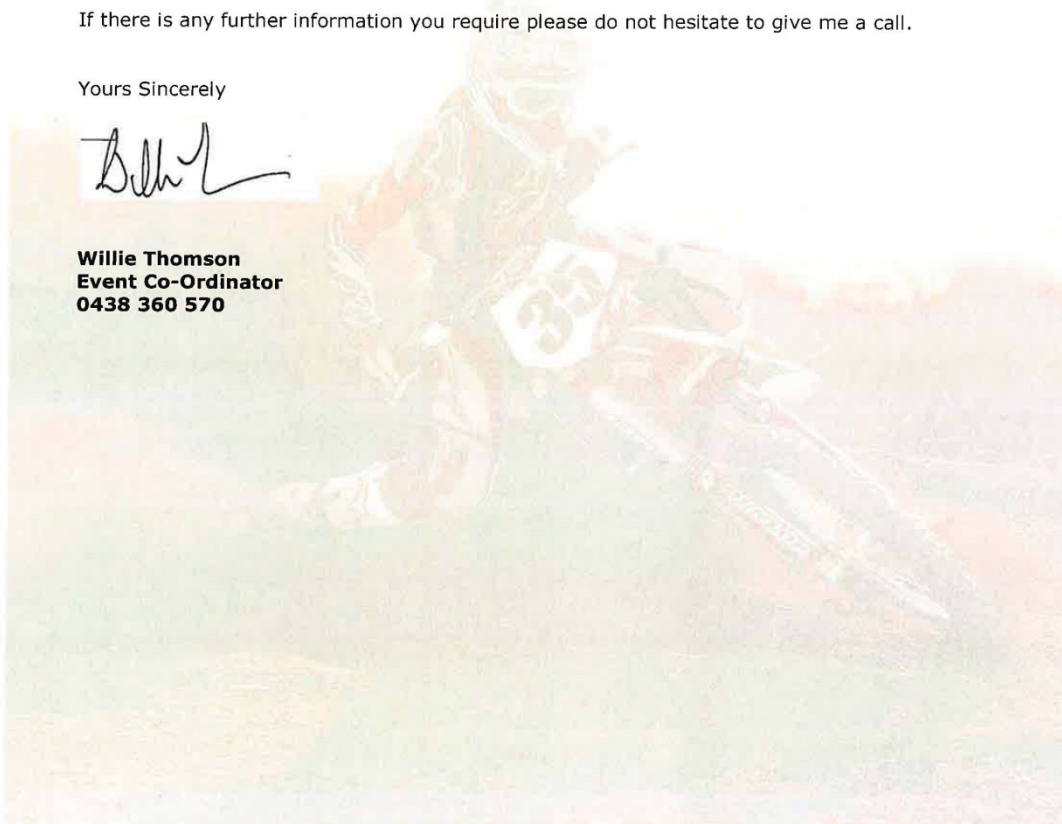 If there is any further information you require please do not hesitate to give me a call.
Yours Sincerely
Willie Thomson
Event Co-Ordinator
0438 360 570
35